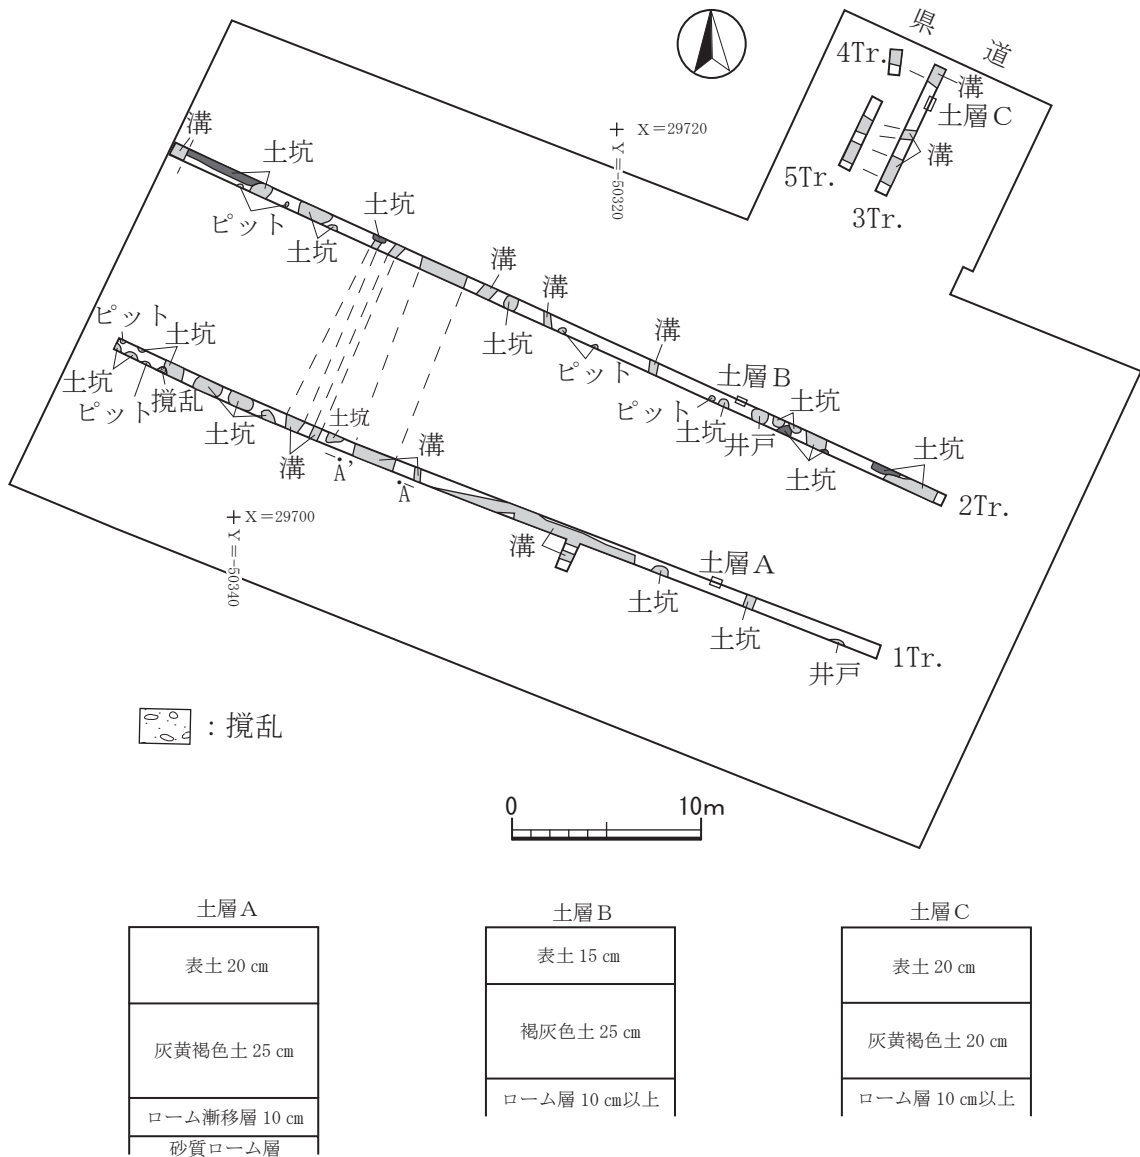 県道
4Tr.
溝
土層C
溝
5Tr.
3Tr.
X＝29720
Y＝-50320
溝
土坑
ピット
土坑
土坑
溝
土坑
溝
ピット
溝
土層B
ピット
土坑
井戸
土坑
土坑
土坑
2Tr.
ピット
土坑
土坑
ピット
撹乱
土坑
溝
土坑
A’
A
溝
X＝29700
Y＝-50340
溝
土層A
土坑
土坑
井戸
1Tr.
：撹乱
0 10m
土層A
表土 20 ㎝
灰黄褐色土 25 ㎝
ローム漸移層 10 ㎝
砂質ローム層
土層B
表土 15 ㎝
褐灰色土 25 ㎝
ローム層 10 ㎝以上
土層C
表土 20 ㎝
灰黄褐色土 20 ㎝
ローム層 10 ㎝以上